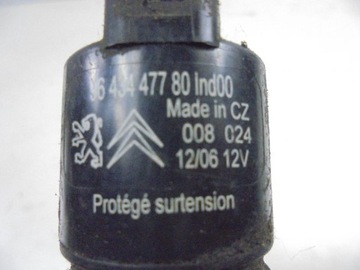 96 434 477 80 Ind00
Made in CZ
008 024
12/06 12V
Protégé surtension